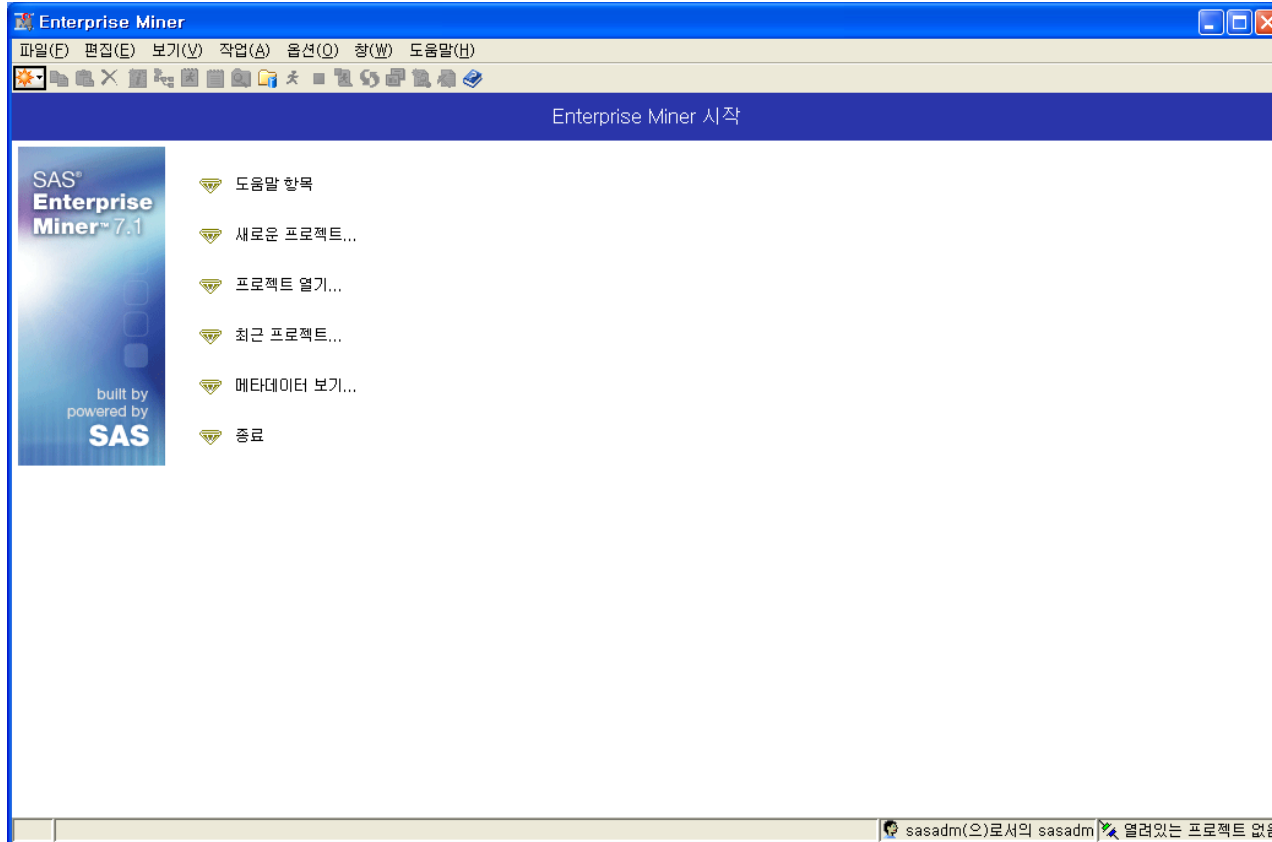 Enterprise Miner
파일(F) 편집(E) 보기(V) 작업(A) 옵션(O) 창(W) 도움말(H)
Enterprise Miner 시작
SAS®
Enterprise
Miner™ 7.1
built by
powered by
SAS
도움말 항목
새로운 프로젝트...
프로젝트 열기...
최근 프로젝트...
메타데이터 보기...
종료
sasadm(으)로서의 sasadm 열려있는 프로젝트